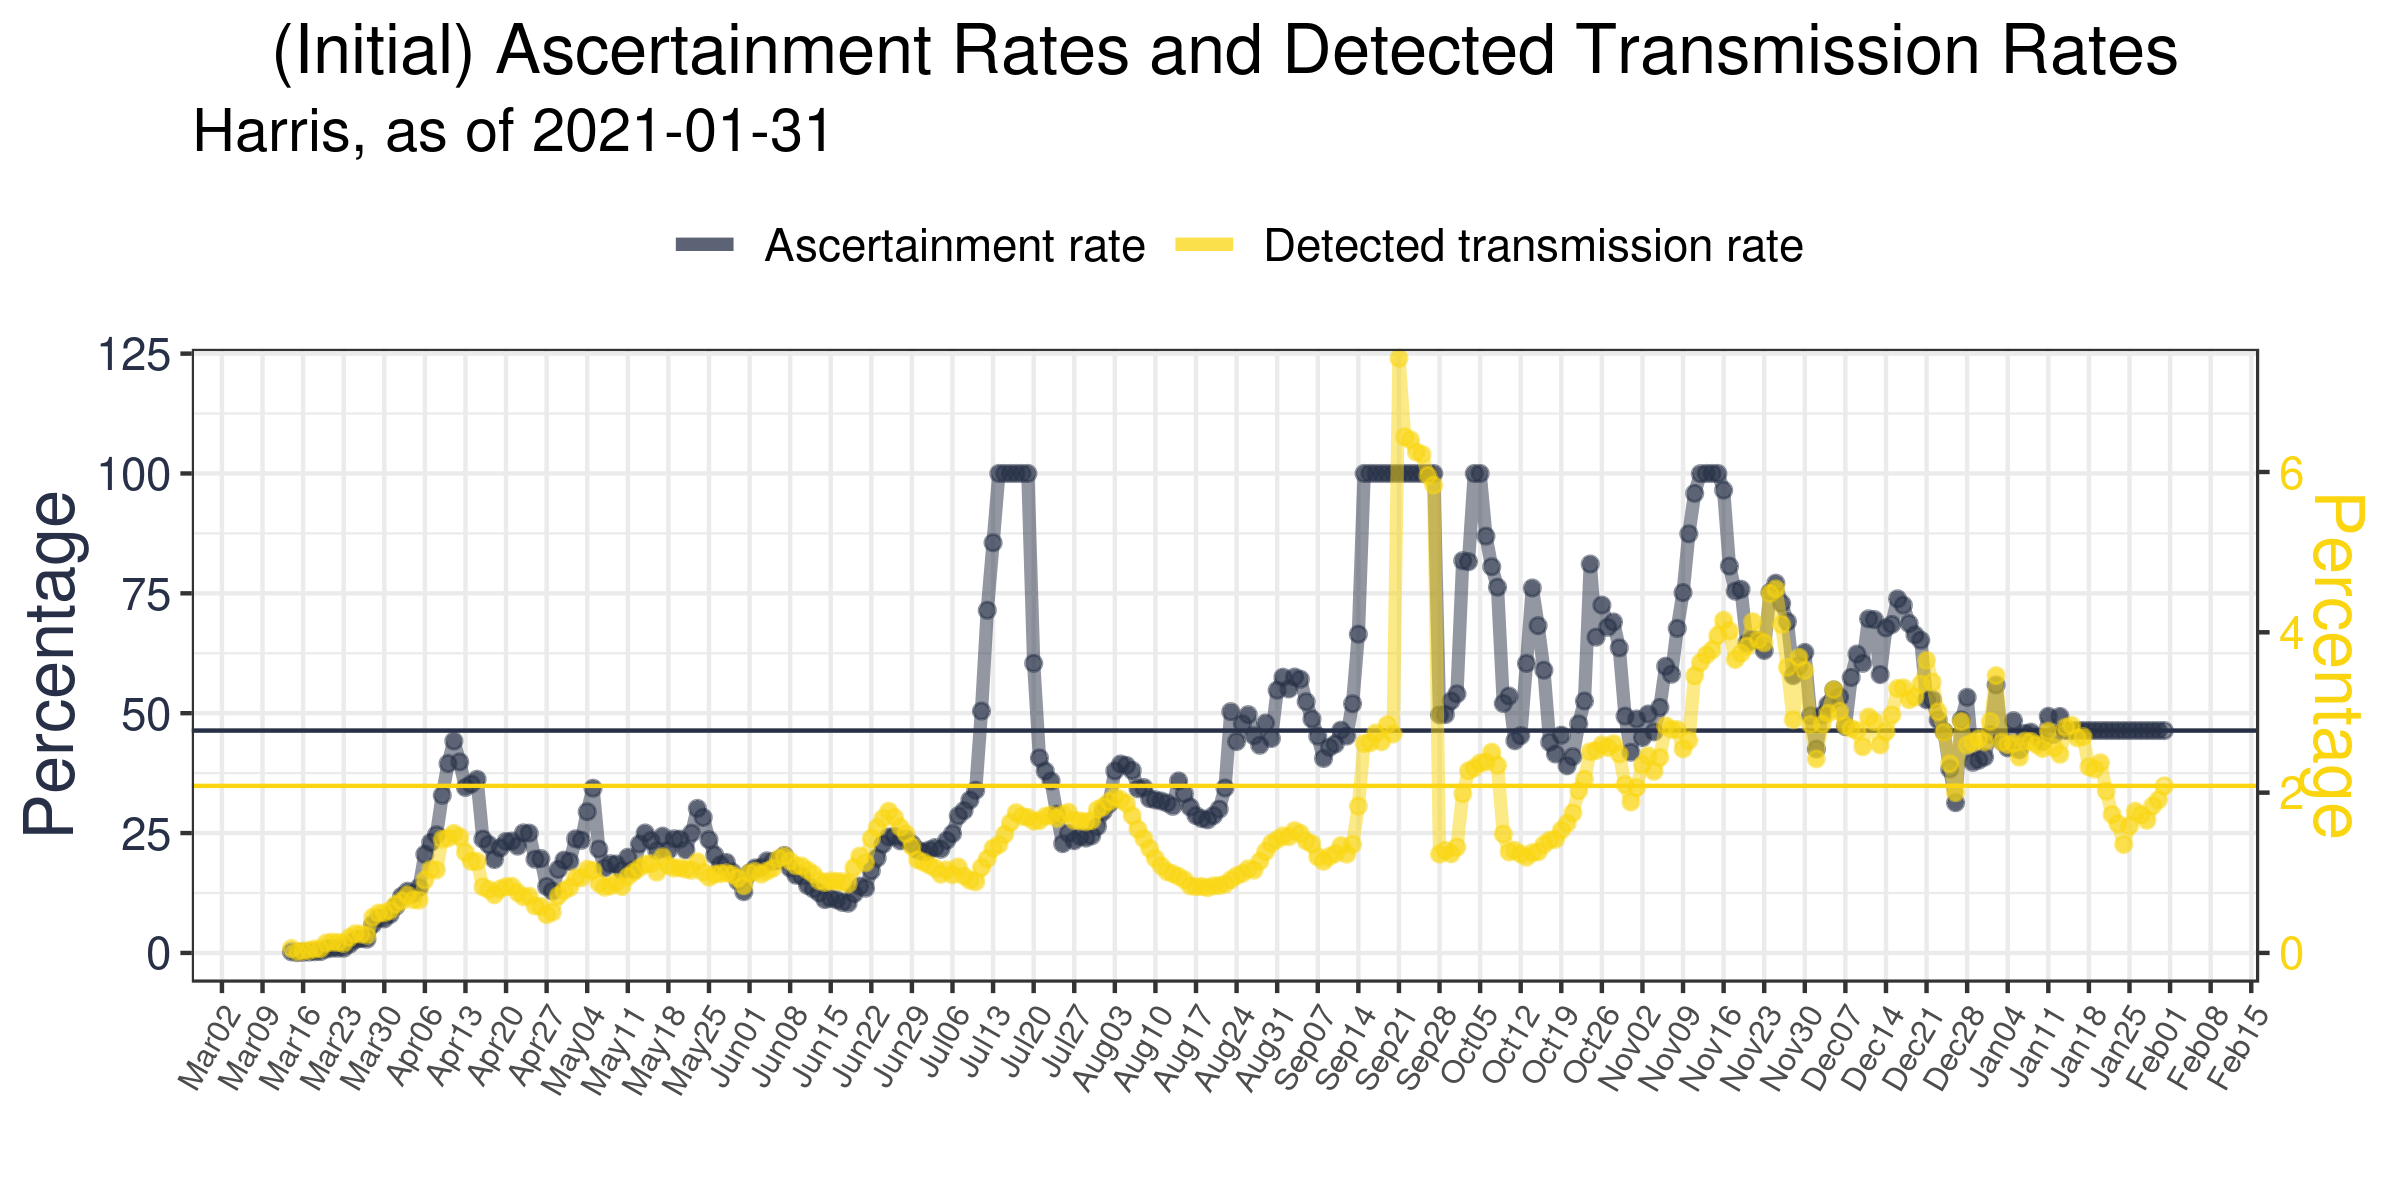 (Initial) Ascertainment Rates and Detected Transmission Rates
Harris, as of 2021-01-31
Ascertainment rate
Detected transmission rate
Percentage
125
100
75
50
25
0
6
4
2
0
Percentage
Mar02
Mar09
Mar16
Mar23
Mar30
Apr06
Apr13
Apr20
Apr27
May04
May11
May18
May25
Jun01
Jun08
Jun15
Jun22
Jun29
Jul06
Jul13
Jul20
Jul27
Aug03
Aug10
Aug17
Aug24
Aug31
Sep07
Sep14
Sep21
Sep28
Oct05
Oct12
Oct19
Oct26
Nov02
Nov09
Nov16
Nov23
Nov30
Dec07
Dec14
Dec21
Dec28
Jan04
Jan11
Jan18
Jan25
Feb01
Feb08
Feb15